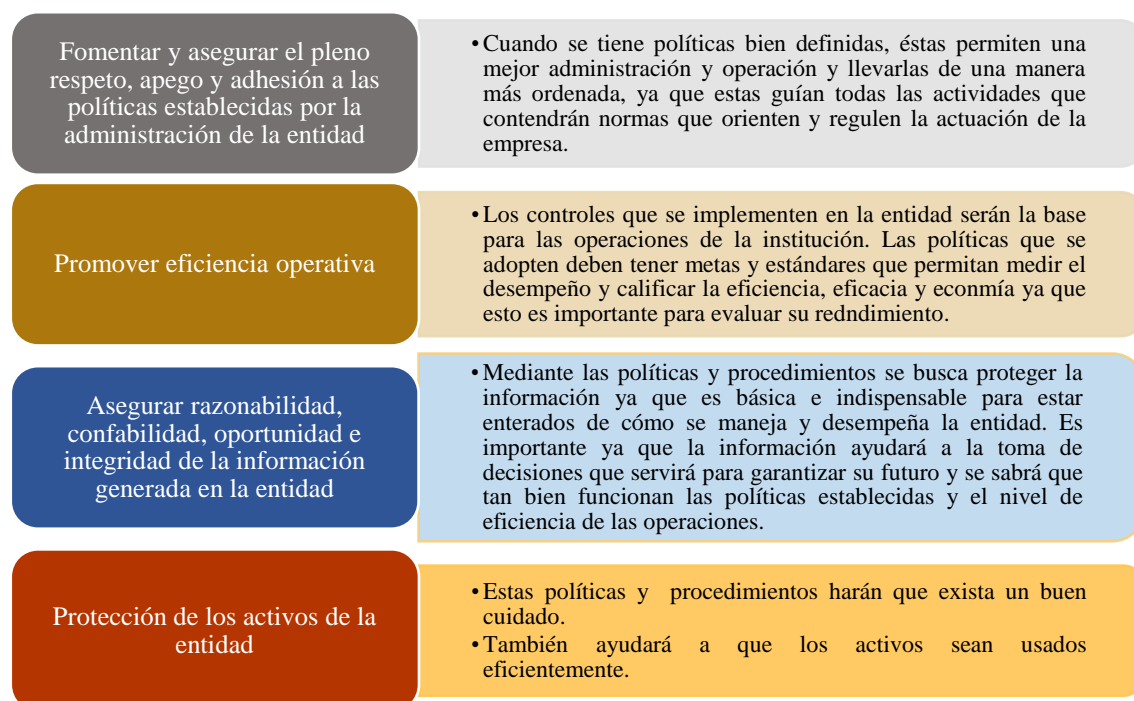 Fomentar y asegurar el pleno
respeto, apego y adhesión a las
políticas establecidas por la
administración de la entidad
•Cuando se tiene políticas bien definidas, éstas permiten una
mejor administración y operación y llevarlas de una manera
más ordenada, ya que estas guían todas las actividades que
contendrán normas que orienten y regulen la actuación de la
empresa.
Promover eficiencia operativa
•Los controles que se implementen en la entidad serán la base
para las operaciones de la institución. Las políticas que se
adopten deben tener metas y estándares que permitan medir el
desempeño y calificar la eficiencia, eficacia y econmía ya que
esto es importante para evaluar su redndimiento.
Asegurar razonabilidad,
confabilidad, oportunidad e
integridad de la información
generada en la entidad
•Mediante las políticas y procedimientos se busca proteger la
información ya que es básica e indispensable para estar
enterados de cómo se maneja y desempeña la entidad. Es
importante ya que la información ayudará a la toma de
decisiones que servirá para garantizar su futuro y se sabrá que
tan bien funcionan las políticas establecidas y el nivel de
eficiencia de las operaciones.
Protección de los activos de la
entidad
•Estas políticas y procedimientos harán que exista un buen
cuidado.
•También ayudará a que los activos sean usados
eficientemente.